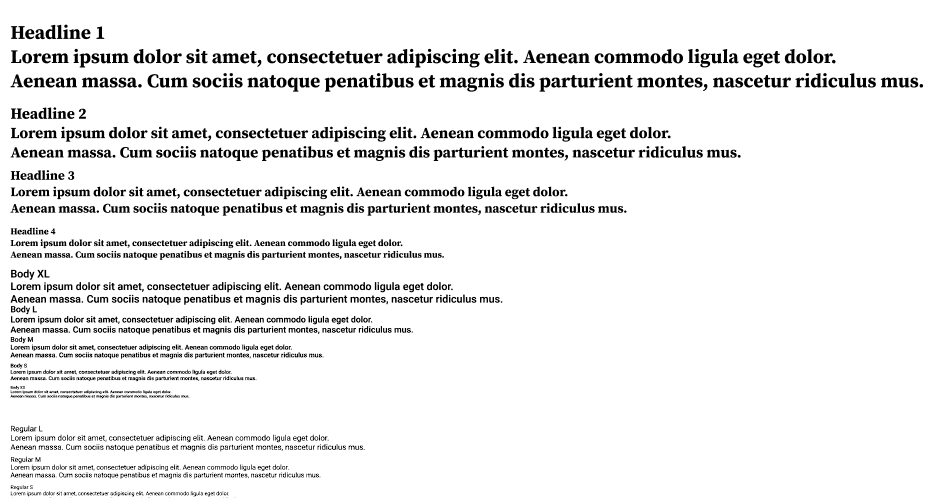 Headline 1
Lorem ipsum dolor sit amet, consectetuer adipiscing elit. Aenean commodo ligula eget dolor.
Aenean massa. Cum sociis natoque penatibus et magnis dis parturient montes, nascetur ridiculus mus.
Headline 2
Lorem ipsum dolor sit amet, consectetuer adipiscing elit. Aenean commodo ligula eget dolor.
Aenean massa. Cum sociis natoque penatibus et magnis dis parturient montes, nascetur ridiculus mus.
Headline 3
Lorem ipsum dolor sit amet, consectetuer adipiscing elit. Aenean commodo ligula eget dolor.
Aenean massa. Cum sociis natoque penatibus et magnis dis parturient montes, nascetur ridiculus mus.
Headline 4
Lorem ipsum dolor sit amet, consectetuer adipiscing elit. Aenean commodo ligula eget dolor.
Aenean massa. Cum sociis natoque penatibus et magnis dis parturient montes, nascetur ridiculus mus.
Body XL
Lorem ipsum dolor sit amet, consectetuer adipiscing elit. Aenean commodo ligula eget dolor.
Aenean massa. Cum sociis natoque penatibus et magnis dis parturient montes, nascetur ridiculus mus.
Body L
Lorem ipsum dolor sit amet, consectetuer adipiscing elit. Aenean commodo ligula eget dolor.
Aenean massa. Cum sociis natoque penatibus et magnis dis parturient montes, nascetur ridiculus mus.
Body M
Lorem ipsum dolor sit amet, consectetuer adipiscing elit. Aenean commodo ligula eget dolor.
Aenean massa. Cum sociis natoque penatibus et magnis dis parturient montes, nascetur ridiculus mus.
Body S
Lorem ipsum dolor sit amet, consectetuer adipiscing elit. Aenean commodo ligula eget dolor.
Aenean massa. Cum sociis natoque penatibus et magnis dis parturient montes, nascetur ridiculus mus.
Body XS
Lorem ipsum dolor sit amet, consectetuer adipiscing elit. Aenean commodo ligula eget dolor.
Aenean massa. Cum sociis natoque penatibus et magnis dis parturient montes, nascetur ridiculus mus.
Regular L
Lorem ipsum dolor sit amet, consectetuer adipiscing elit. Aenean commodo ligula eget dolor.
Aenean massa. Cum sociis natoque penatibus et magnis dis parturient montes, nascetur ridiculus mus.
Regular M
Lorem ipsum dolor sit amet, consectetuer adipiscing elit. Aenean commodo ligula eget dolor.
Aenean massa. Cum sociis natoque penatibus et magnis dis parturient montes, nascetur ridiculus mus.
Regular S
Lorem ipsum dolor sit amet, consectetuer adipiscing elit. Aenean commodo ligula eget dolor.